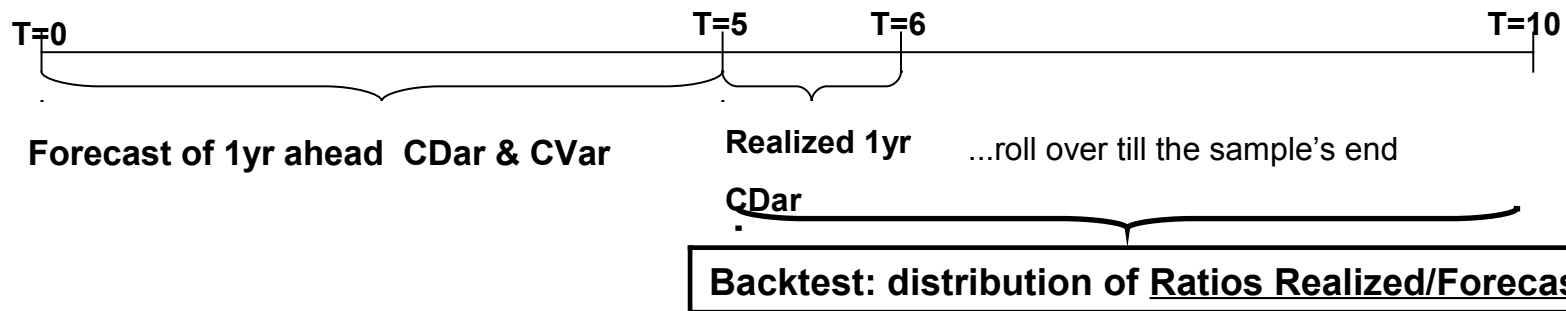 T=0
T=5
T=6
T=10
Forecast of 1yr ahead CDar & CVar
Realized 1yr
CDar
...roll over till the sample's end
Backtest: distribution of Ratios Realized/Forecas